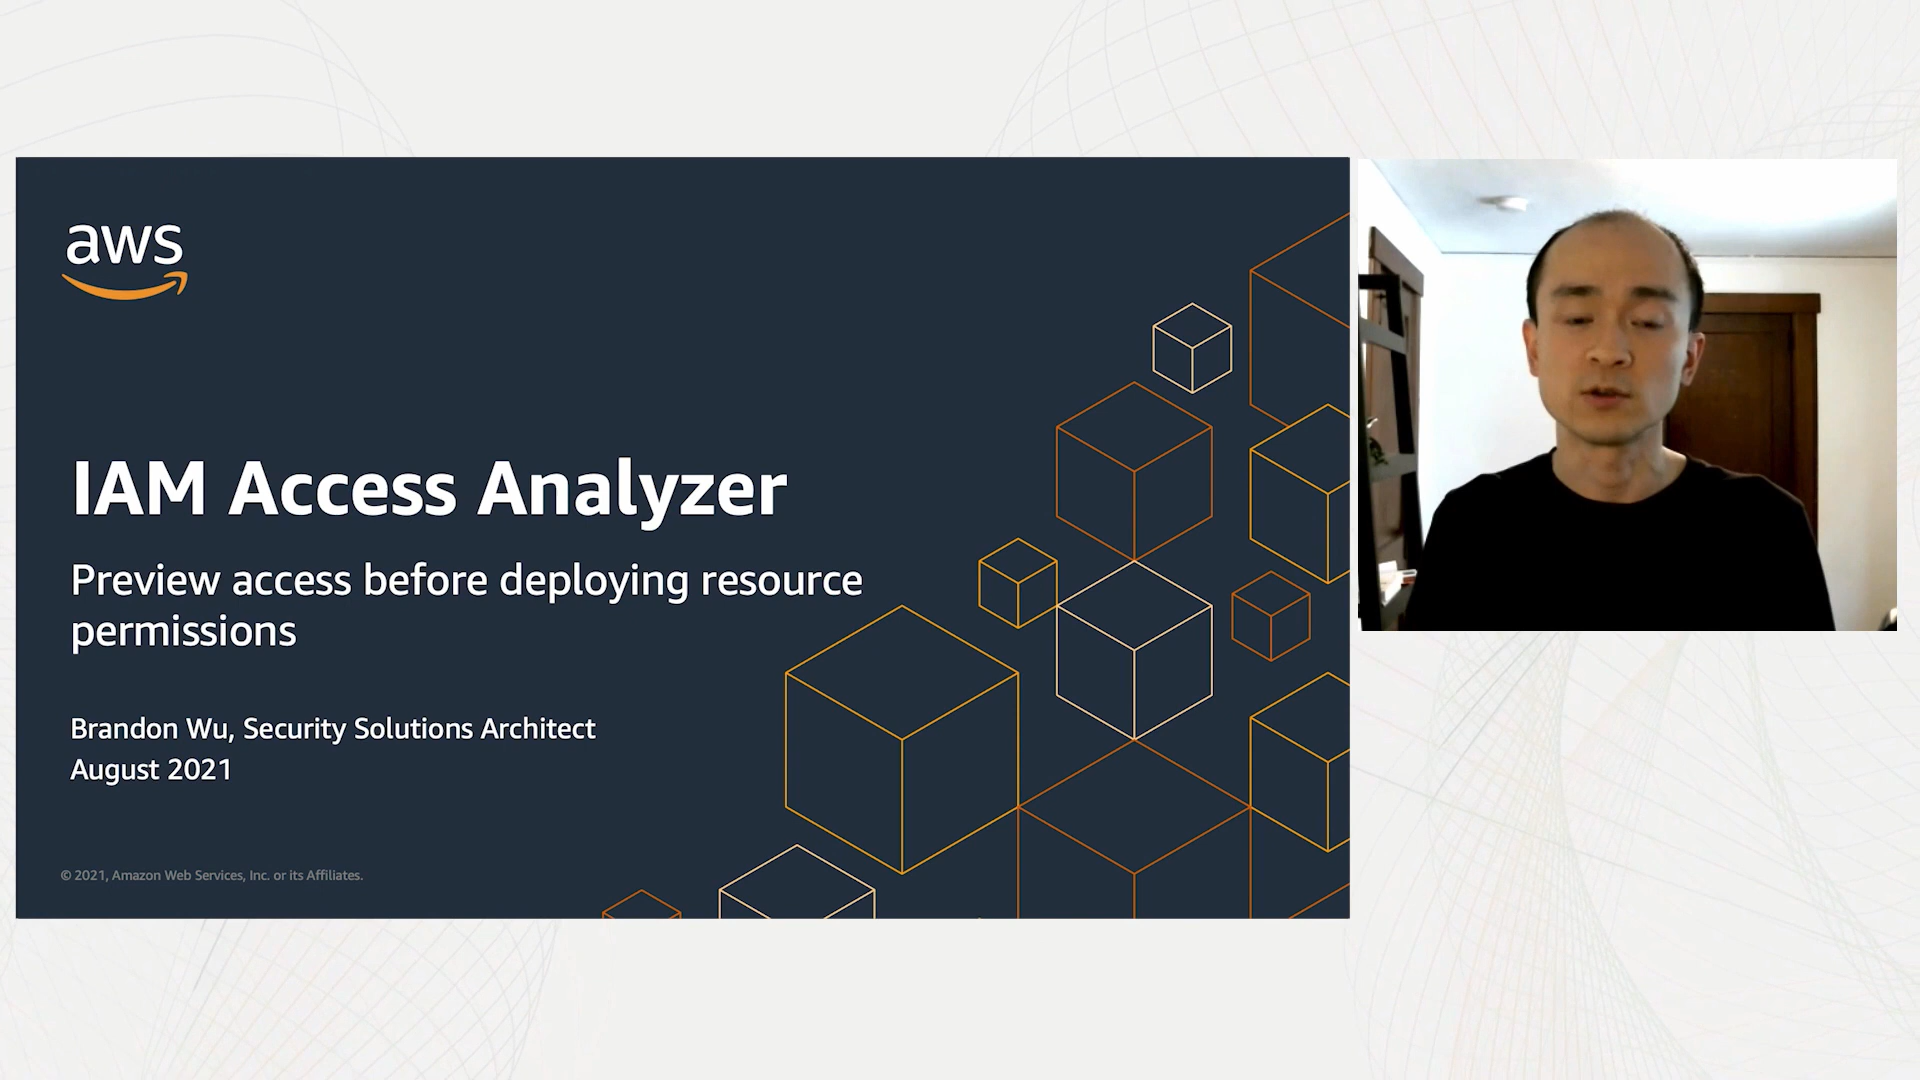 aws
IAM Access Analyzer
Preview access before deploying resource
permissions
Brandon Wu, Security Solutions Architect
August 2021
© 2021, Amazon Web Services, Inc. or its Affiliates.